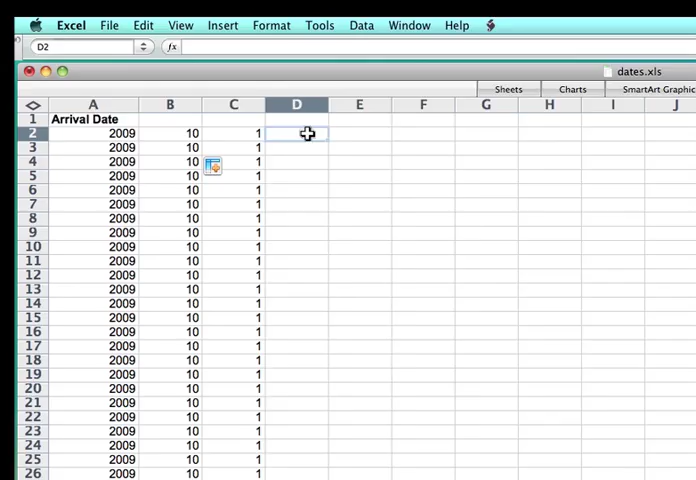 Excel File Edit View Insert Format Tools Data Window Help
D2 fx
dates.xls
Sheets Charts SmartArt Graphic
A B C D E F G H I J
1 Arrival Date
2 2009 10 1
3 2009 10 1
4 2009 10 1
5 2009 10 1
6 2009 10 1
7 2009 10 1
8 2009 10 1
9 2009 10 1
10 2009 10 1
11 2009 10 1
12 2009 10 1
13 2009 10 1
14 2009 10 1
15 2009 10 1
16 2009 10 1
17 2009 10 1
18 2009 10 1
19 2009 10 1
20 2009 10 1
21 2009 10 1
22 2009 10 1
23 2009 10 1
24 2009 10 1
25 2009 10 1
26 2009 10 1